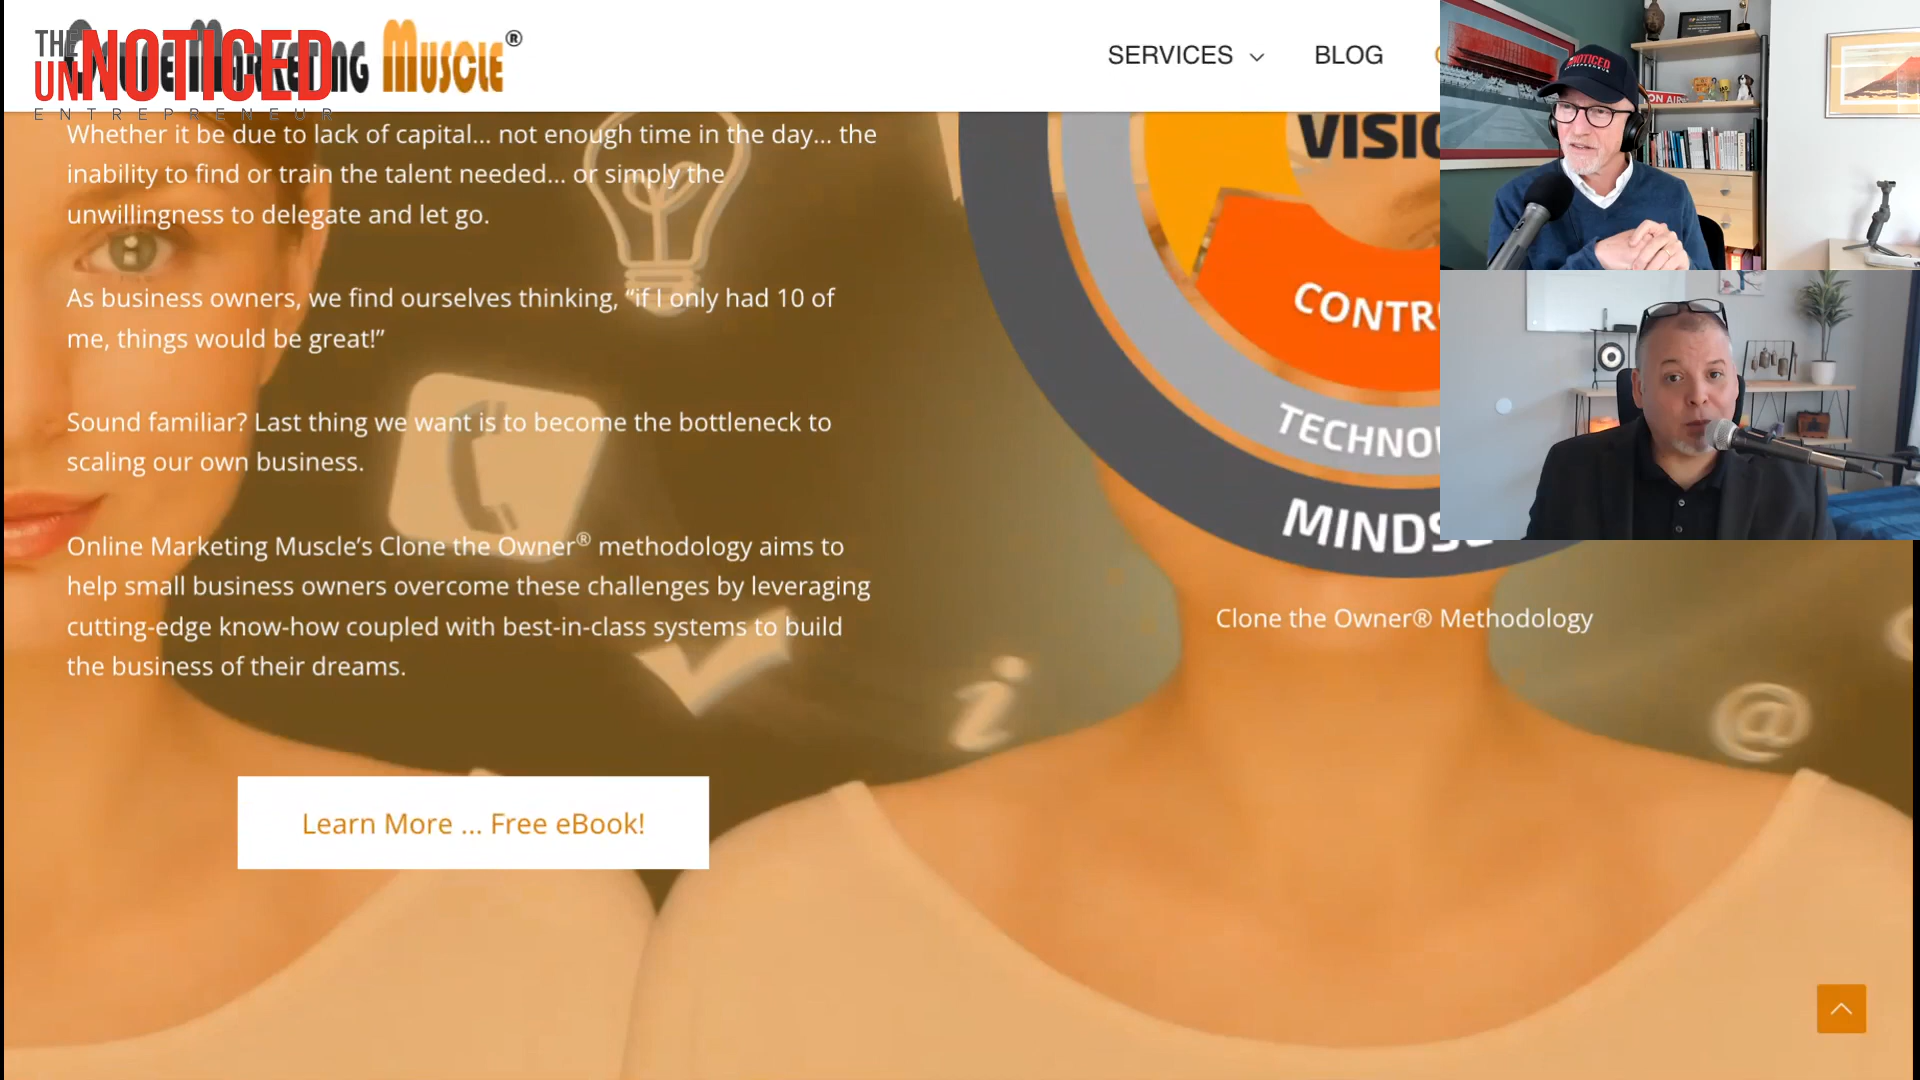 THE
UNNOTICED
ENTREPRENEUR
Online Marketing Muscle®
SERVICES
BLOG
NOTICED
ON AIR
Whether it be due to lack of capital... not enough time in the day... the
inability to find or train the talent needed... or simply the
unwillingness to delegate and let go.
As business owners, we find ourselves thinking, “if I only had 10 of
me, things would be great!”
Sound familiar? Last thing we want is to become the bottleneck to
scaling our own business.
Online Marketing Muscle’s Clone the Owner® methodology aims to
help small business owners overcome these challenges by leveraging
cutting-edge know-how coupled with best-in-class systems to build
the business of their dreams.
Learn More ... Free eBook!
VISIO
CONTR
TECHNO
MINDS
Clone the Owner® Methodology
i
@